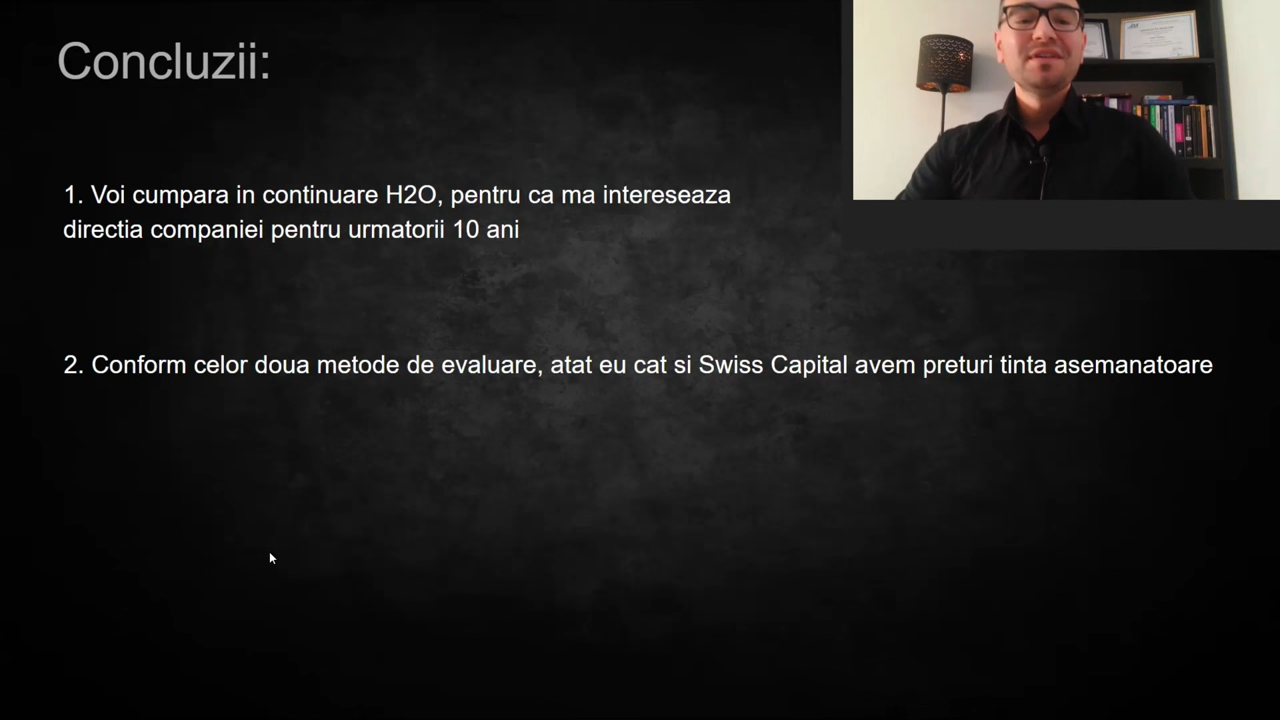 Concluzii:
1. Voi cumpara in continuare H2O, pentru ca ma intereseaza
directia companiei pentru urmatorii 10 ani
2. Conform celor doua metode de evaluare, atat eu cat si Swiss Capital avem preturi tinta asemanatoare